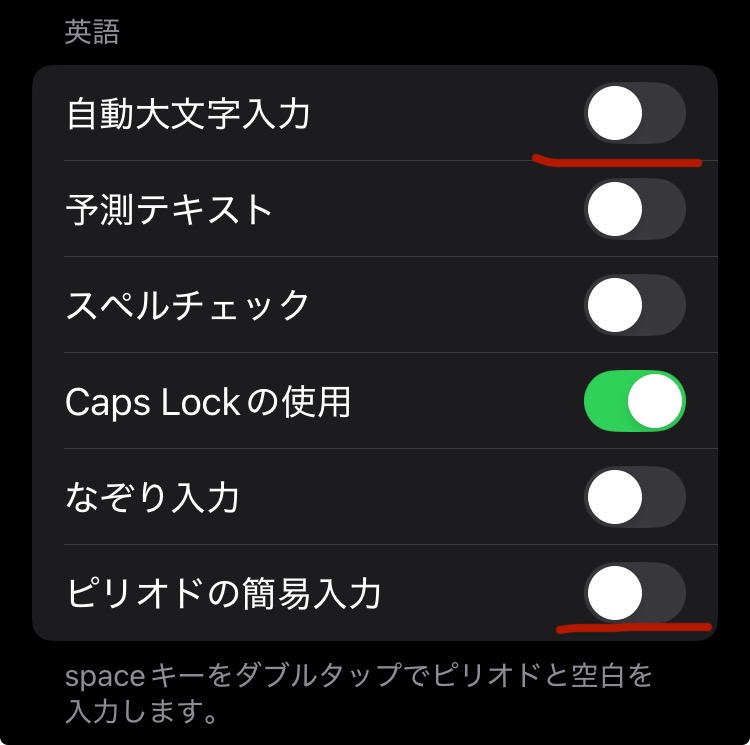 英語
自動大文字入力
予測テキスト
スペルチェック
Caps Lockの使用
なぞり入力
ピリオドの簡易入力
spaceキーをダブルタップでピリオドと空白を
入力します。